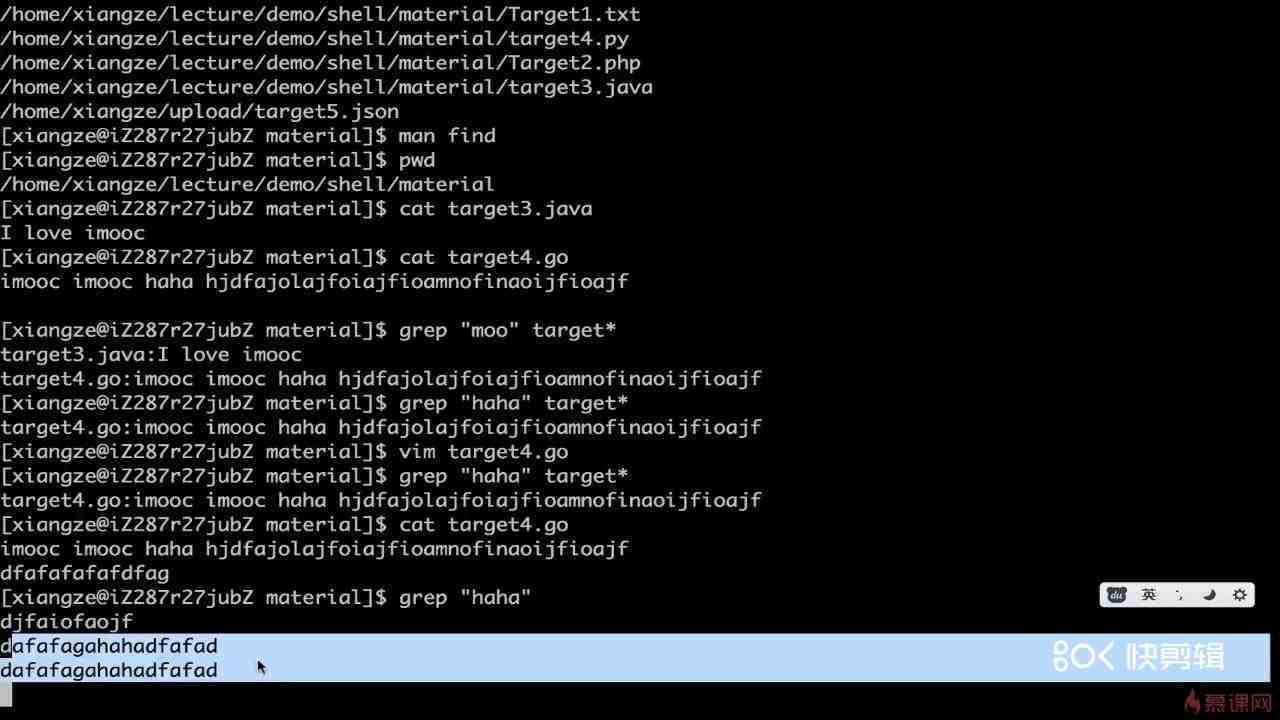 /home/xiangze/lecture/demo/shell/material/Target1.txt
/home/xiangze/lecture/demo/shell/material/target4.py
/home/xiangze/lecture/demo/shell/material/Target2.php
/home/xiangze/lecture/demo/shell/material/target3.java
/home/xiangze/upload/target5.json
[xiangze@iZ287r27jubZ material]$ man find
[xiangze@iZ287r27jubZ material]$ pwd
/home/xiangze/lecture/demo/shell/material
[xiangze@iZ287r27jubZ material]$ cat target3.java
I love imooc
[xiangze@iZ287r27jubZ material]$ cat target4.go
imooc imooc haha hjdfajolajfoiajfioamnofinaoijfioajf
[xiangze@iZ287r27jubZ material]$ grep "moo" target*
target3.java:I love imooc
target4.go:imooc imooc haha hjdfajolajfoiajfioamnofinaoijfioajf
[xiangze@iZ287r27jubZ material]$ grep "haha" target*
target4.go:imooc imooc haha hjdfajolajfoiajfioamnofinaoijfioajf
[xiangze@iZ287r27jubZ material]$ vim target4.go
[xiangze@iZ287r27jubZ material]$ grep "haha" target*
target4.go:imooc imooc haha hjdfajolajfoiajfioamnofinaoijfioajf
[xiangze@iZ287r27jubZ material]$ cat target4.go
imooc imooc haha hjdfajolajfoiajfioamnofinaoijfioajf
dfafafafafdfag
[xiangze@iZ287r27jubZ material]$ grep "haha"
du 英
djfaiofaojf
dafafagahahadfafad
快剪辑
dafafagahahadfafad
慕课网